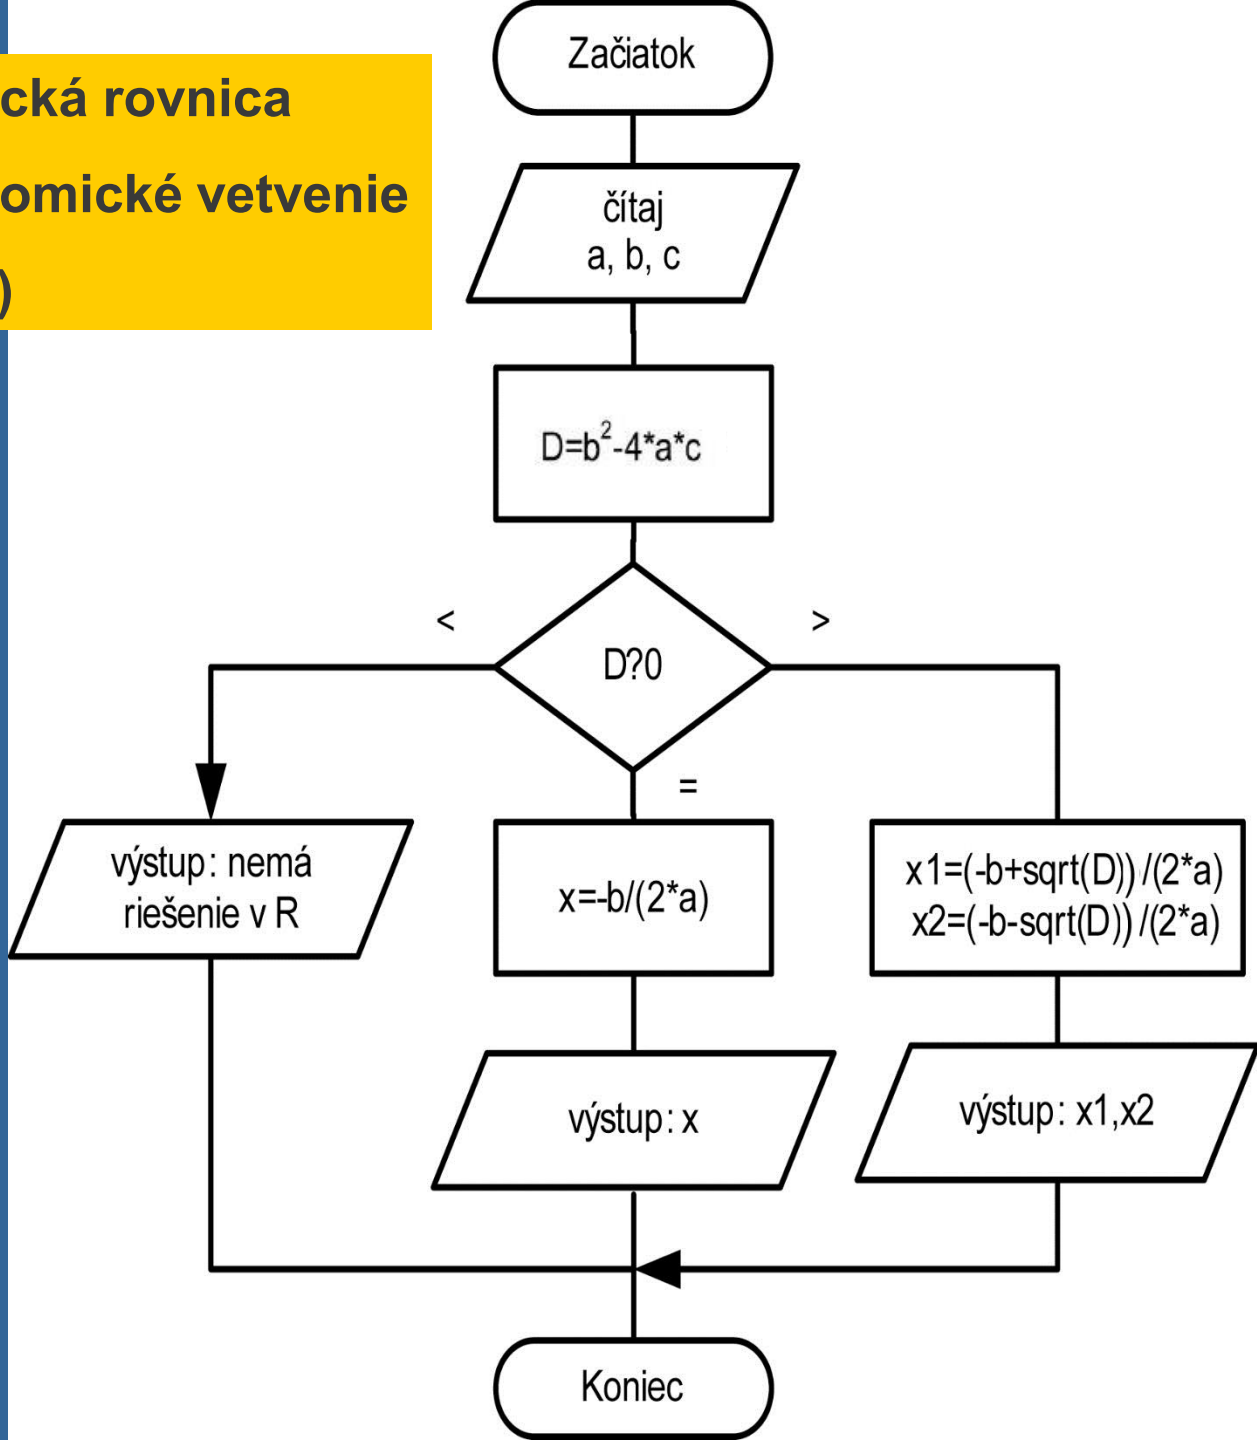 cká rovnica
omické vetvenie
)
Začiatok
čítaj
a, b, c
D=b²-4*a*c
<
>
D?0
=
výstup: nemá
riešenie v R
x=-b/(2*a)
x1=(-b+sqrt(D))/(2*a)
x2=(-b-sqrt(D))/(2*a)
výstup: x
výstup: x1,x2
Koniec